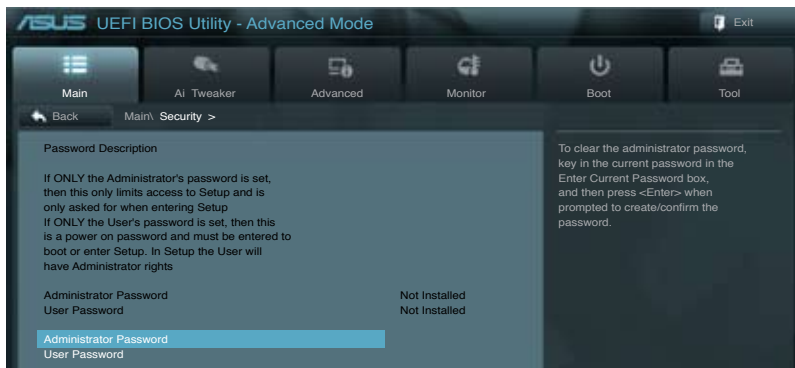 ASUS UEFI BIOS Utility - Advanced Mode
Exit
Main
Ai Tweaker
Advanced
Monitor
Boot
Tool
Back
Main\ Security >
Password Description
If ONLY the Administrator's password is set,
then this only limits access to Setup and is
only asked for when entering Setup
If ONLY the User's password is set, then this
is a power on password and must be entered to
boot or enter Setup. In Setup the User will
have Administrator rights
Administrator Password Not Installed
User Password Not Installed
Administrator Password
User Password
To clear the administrator password,
key in the current password in the
Enter Current Password box,
and then press <Enter> when
prompted to create/confirm the
password.